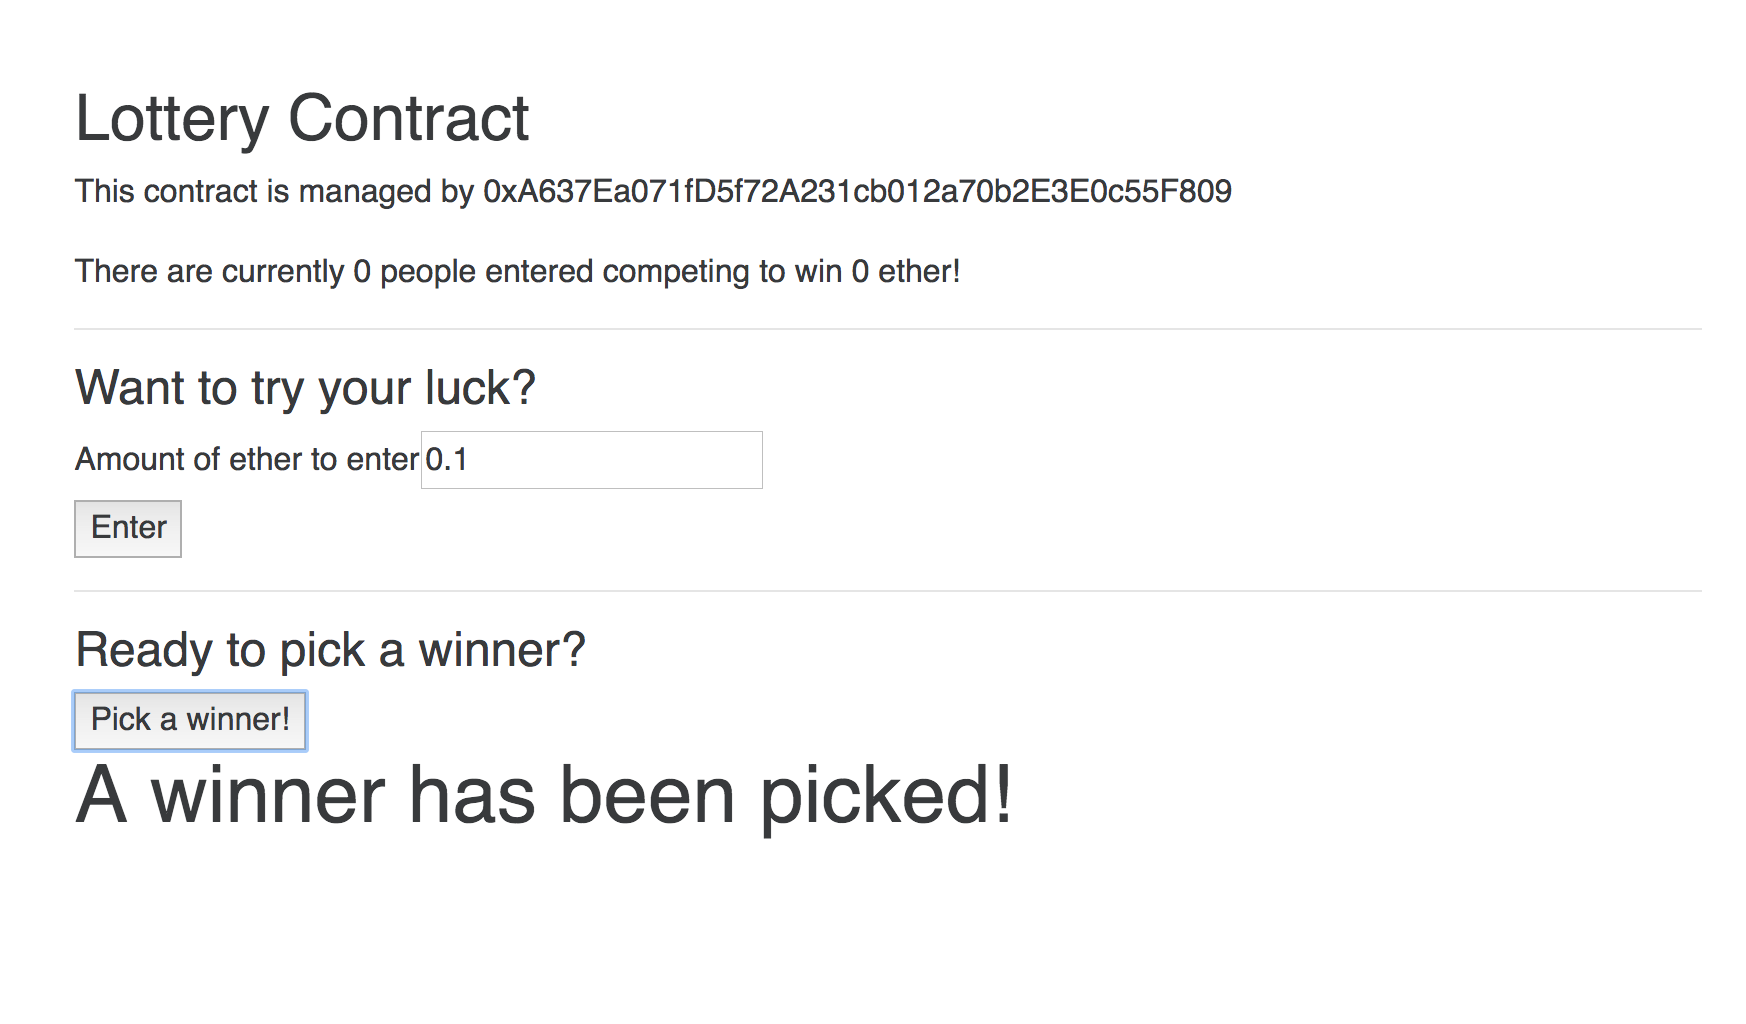 Lottery Contract
This contract is managed by 0xA637Ea071fD5f72A231cb012a70b2E3E0c55F809
There are currently 0 people entered competing to win 0 ether!
Want to try your luck?
Amount of ether to enter 0.1
Enter
Ready to pick a winner?
Pick a winner!
A winner has been picked!